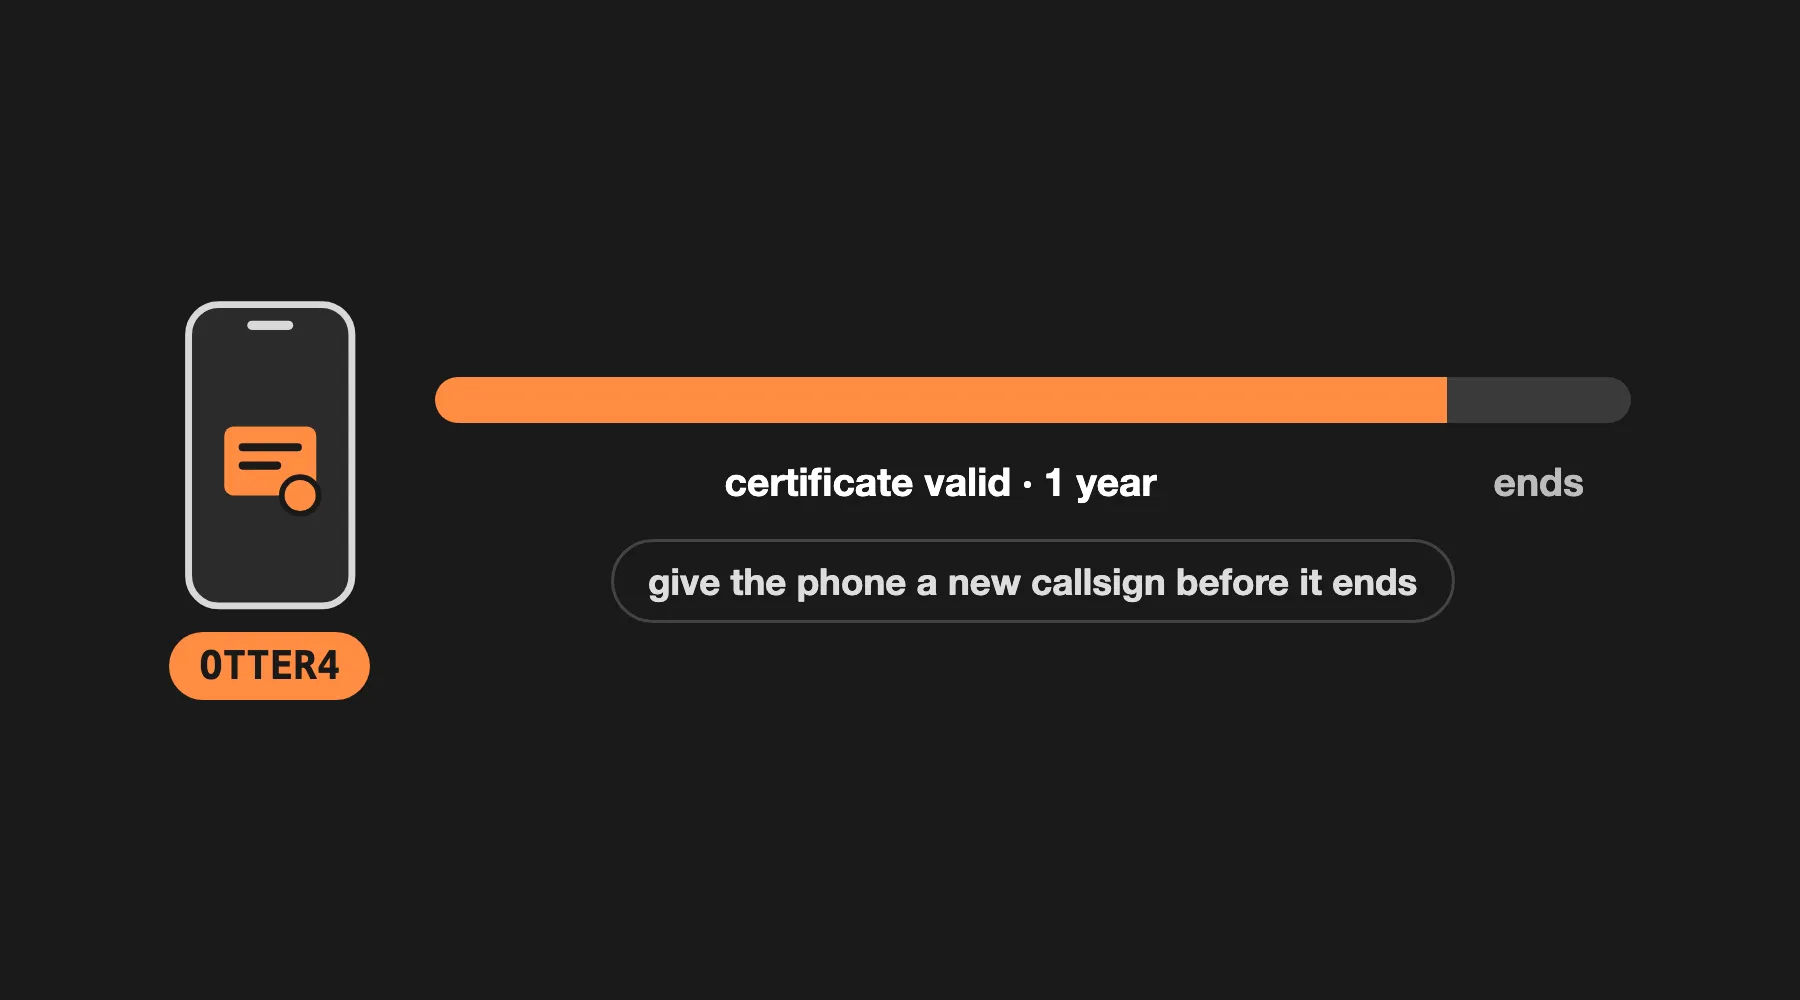 certificate valid · 1 year
ends
give the phone a new callsign before it ends
OTTER4